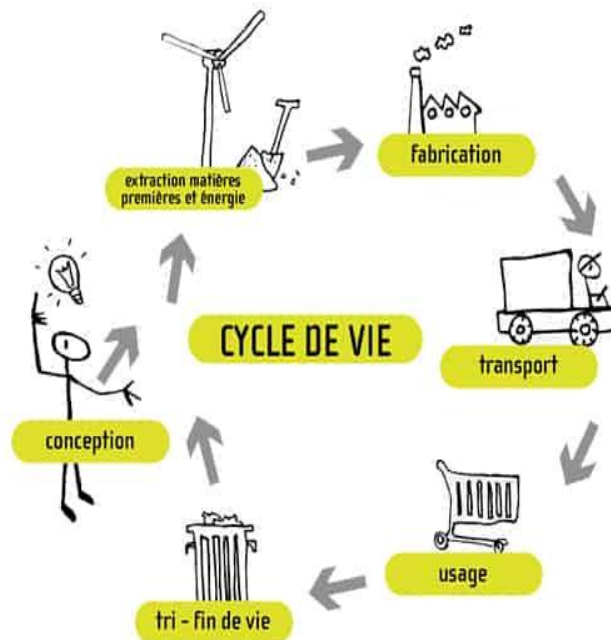 extraction matières
premières et énergie
fabrication
CYCLE DE VIE
transport
conception
usage
tri - fin de vie